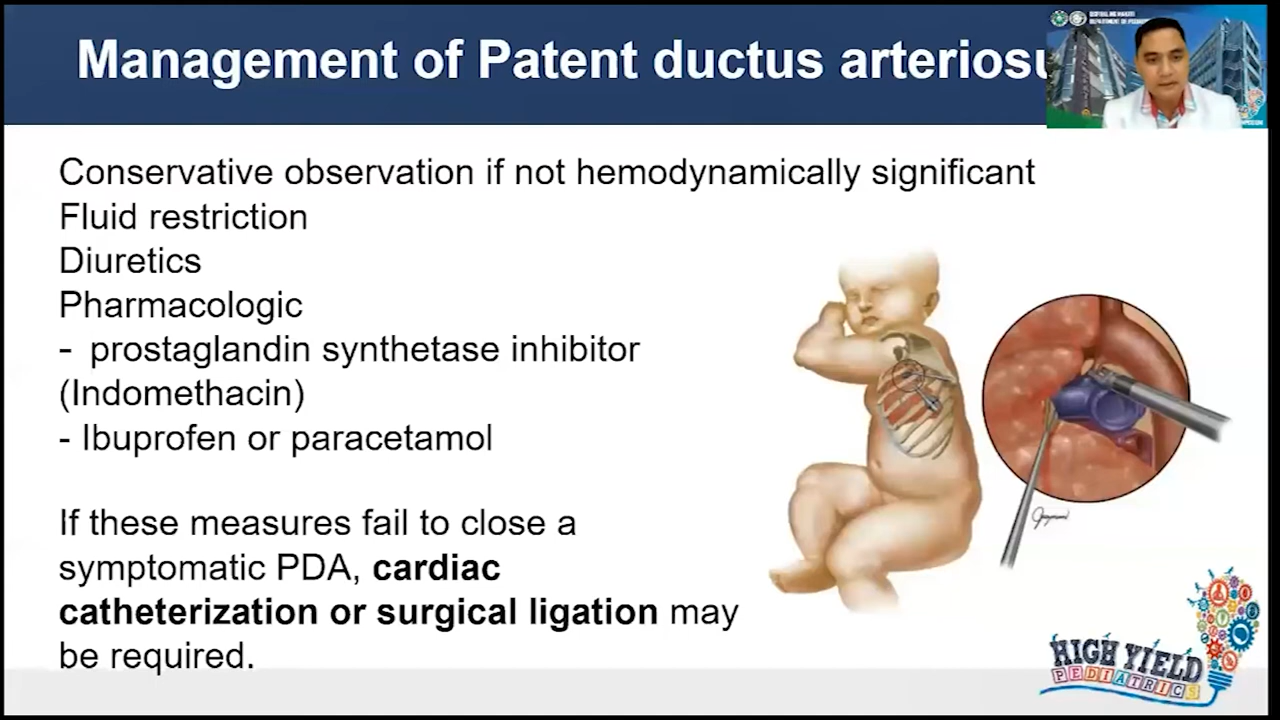 Management of Patent ductus arteriosu
Conservative observation if not hemodynamically significant
Fluid restriction
Diuretics
Pharmacologic
- prostaglandin synthetase inhibitor
(Indomethacin)
- Ibuprofen or paracetamol
If these measures fail to close a
symptomatic PDA, cardiac
catheterization or surgical ligation may
be required.
HIGH YIELD
PEDIATRICS